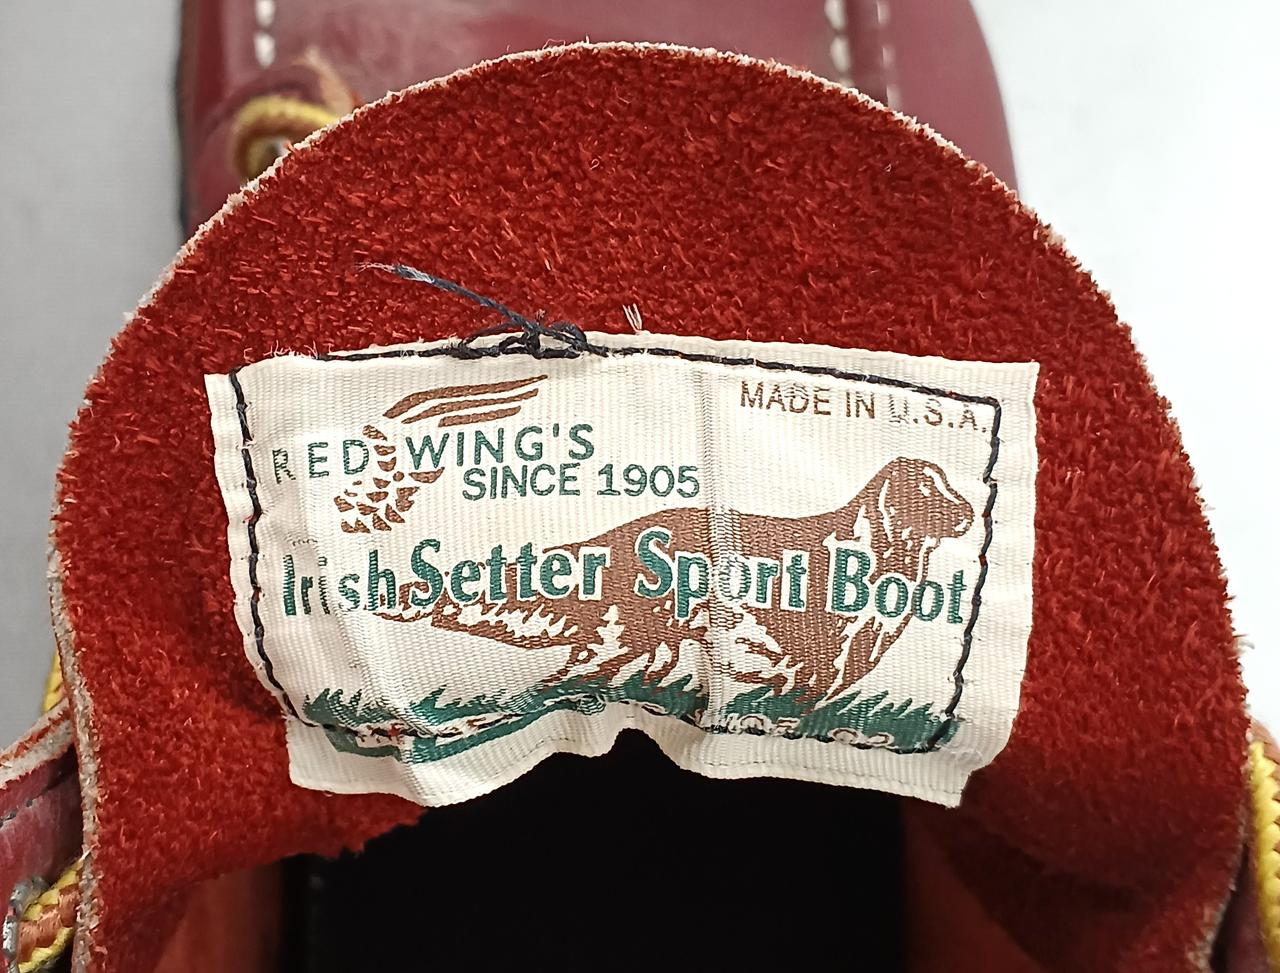 MADE IN U.S.A.
RED WING'S
SINCE 1905
Irish Setter Sport Boot